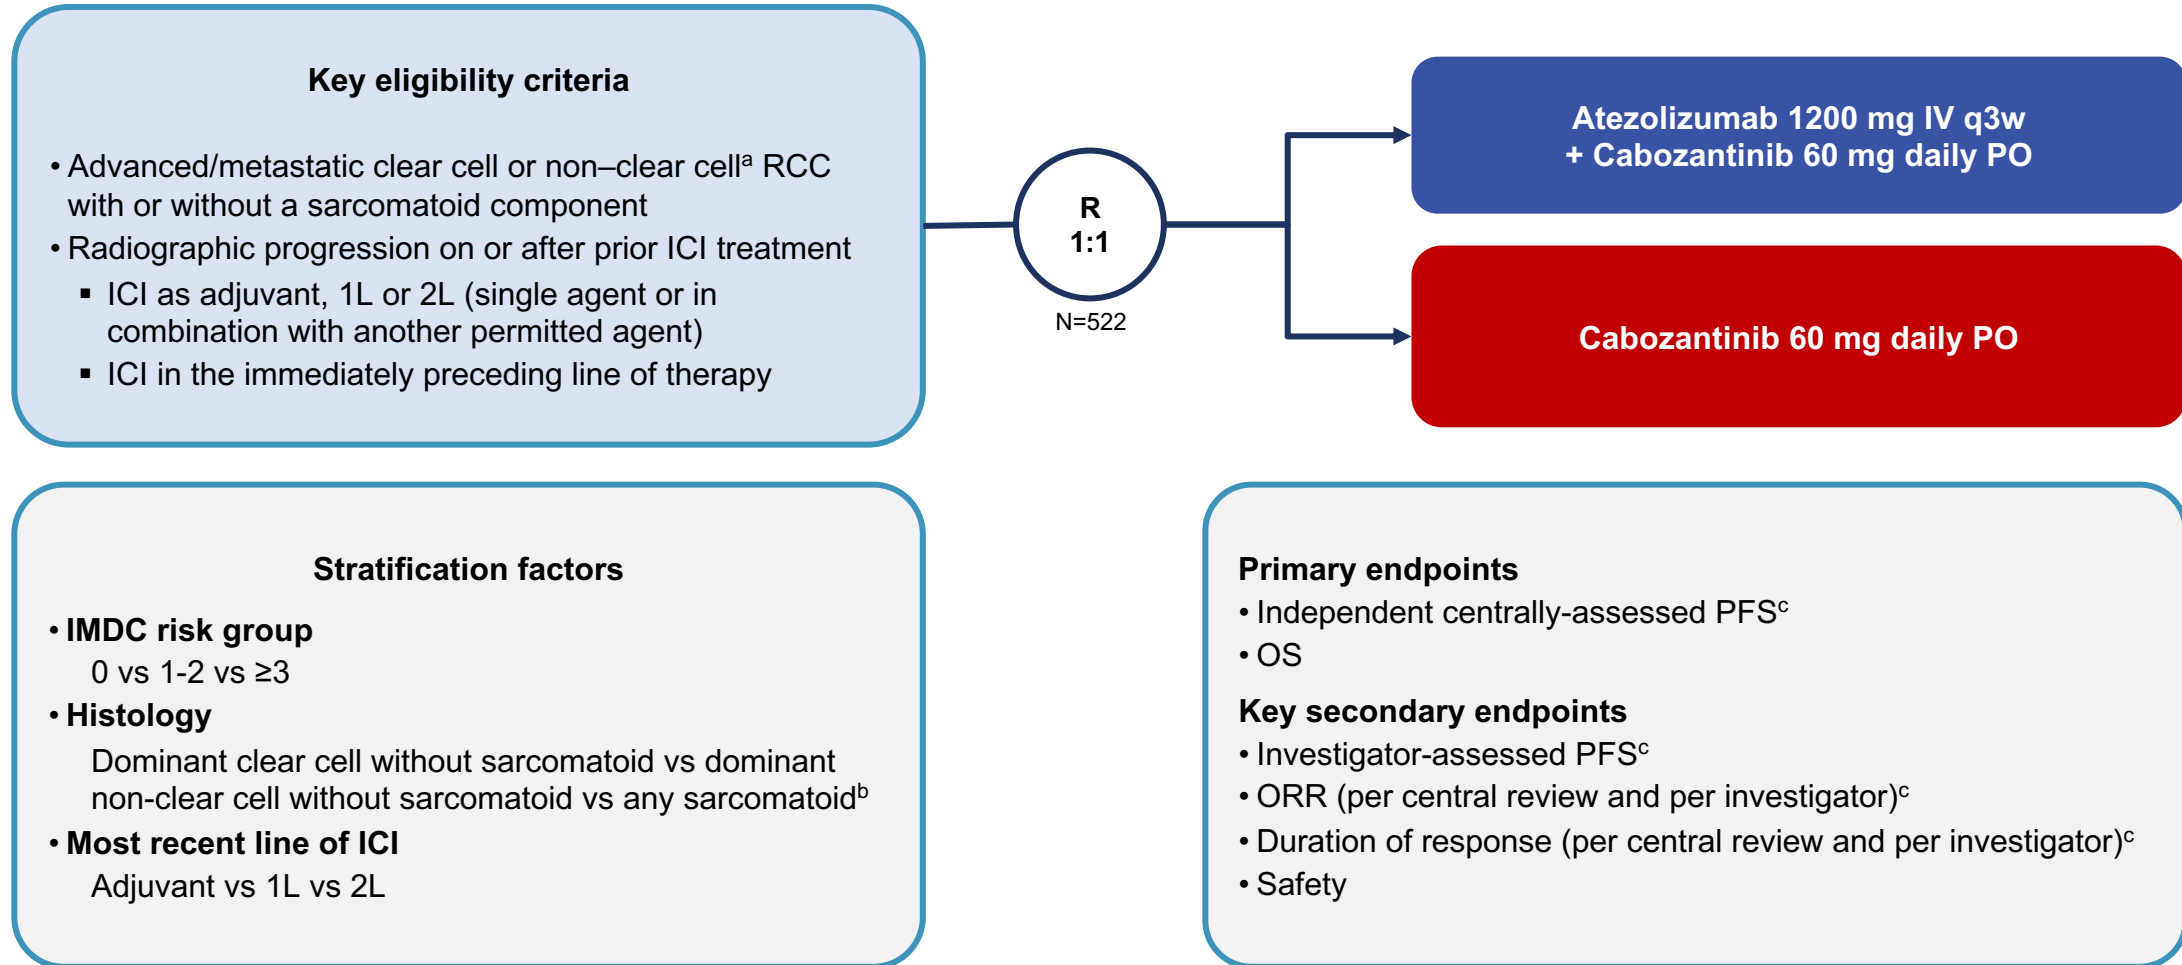 Key eligibility criteria
• Advanced/metastatic clear cell or non–clear cellᵃ RCC
with or without a sarcomatoid component
• Radiographic progression on or after prior ICI treatment
▪ ICI as adjuvant, 1L or 2L (single agent or in
combination with another permitted agent)
▪ ICI in the immediately preceding line of therapy
R
1:1
N=522
Atezolizumab 1200 mg IV q3w
+ Cabozantinib 60 mg daily PO
Cabozantinib 60 mg daily PO
Stratification factors
• IMDC risk group
0 vs 1-2 vs ≥3
• Histology
Dominant clear cell without sarcomatoid vs dominant
non-clear cell without sarcomatoid vs any sarcomatoidᵇ
• Most recent line of ICI
Adjuvant vs 1L vs 2L
Primary endpoints
• Independent centrally-assessed PFSᶜ
• OS
Key secondary endpoints
• Investigator-assessed PFSᶜ
• ORR (per central review and per investigator)ᶜ
• Duration of response (per central review and per investigator)ᶜ
• Safety